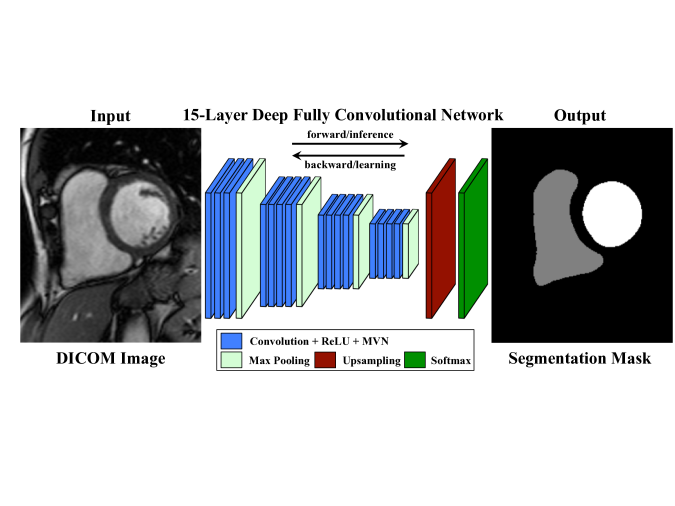 Input
15-Layer Deep Fully Convolutional Network
Output
forward/inference
backward/learning
Convolution + ReLU + MVN
Max Pooling
Upsampling
Softmax
DICOM Image
Segmentation Mask